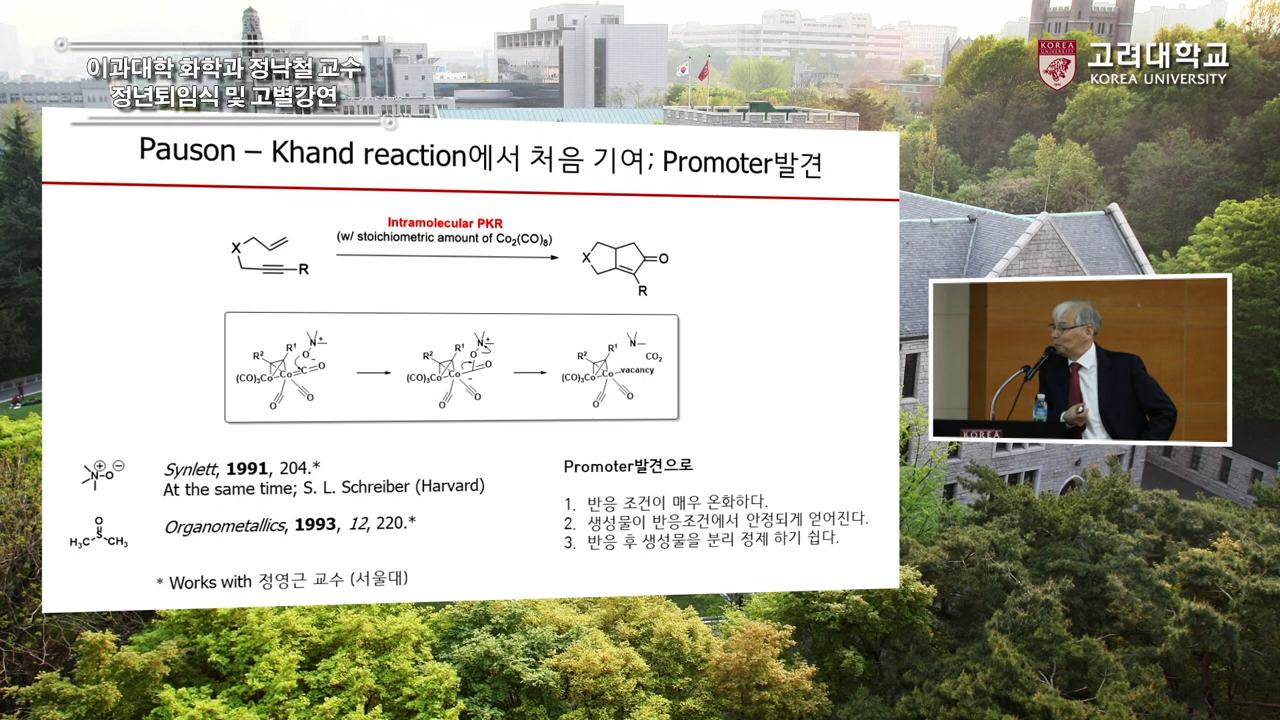 이과대학 화학과 정낙철 교수
정년퇴임식 및 고별강연
KOREA
고려대학교
KOREA UNIVERSITY
Pauson – Khand reaction에서 처음 기여; Promoter발견
Intramolecular PKR
(w/ stoichiometric amount of Co₂(CO)₈)
X
R
X
O
R
R² R¹ N⁺ O⁻ (CO)₃Co Co C O O O
R² R¹ N⁺ O (CO)₃Co Co O O O
R² R¹ N CO₂ (CO)₃Co Co vacancy O O
N–O
Synlett, 1991, 204.*
At the same time; S. L. Schreiber (Harvard)
O
H₃C S CH₃
Organometallics, 1993, 12, 220.*
* Works with 정영근 교수 (서울대)
Promoter발견으로
1. 반응 조건이 매우 온화하다.
2. 생성물이 반응조건에서 안정되게 얻어진다.
3. 반응 후 생성물을 분리 정제 하기 쉽다.
KOREA